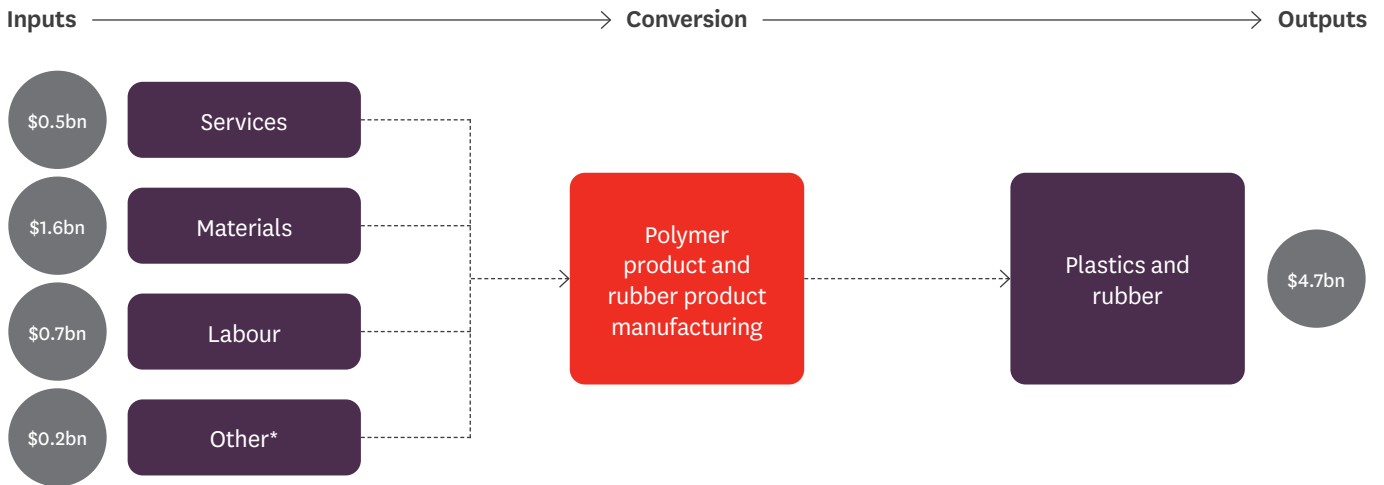 Inputs
Conversion
Outputs
$0.5bn
Services
$1.6bn
Materials
$0.7bn
Labour
$0.2bn
Other*
Polymer
product and
rubber product
manufacturing
Plastics and
rubber
$4.7bn